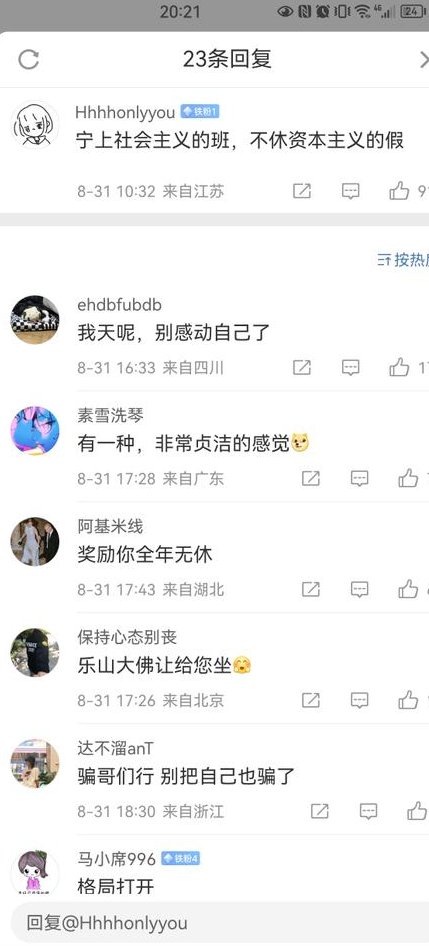 20:21
4G
24
23条回复
Hhhhonlyyou 铁粉1
宁上社会主义的班，不休资本主义的假
8-31 10:32 来自江苏
按热
ehdbfubdb
我天呢，别感动自己了
8-31 16:33 来自四川
素雪洗琴
有一种，非常贞洁的感觉
8-31 17:28 来自广东
阿基米线
奖励你全年无休
8-31 17:43 来自湖北
保持心态别丧
乐山大佛让给您坐
8-31 17:26 来自北京
达不溜anT
骗哥们行 别把自己也骗了
8-31 18:30 来自浙江
马小席996 铁粉4
格局打开
回复@Hhhhonlyyou